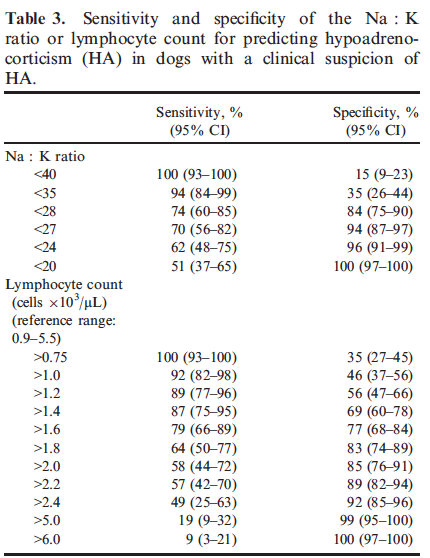 Table 3. Sensitivity and specificity of the Na : K
ratio or lymphocyte count for predicting hypoadreno-
corticism (HA) in dogs with a clinical suspicion of
HA.
Sensitivity, % Specificity, %
(95% CI) (95% CI)
Na : K ratio
<40 100 (93–100) 15 (9–23)
<35 94 (84–99) 35 (26–44)
<28 74 (60–85) 84 (75–90)
<27 70 (56–82) 94 (87–97)
<24 62 (48–75) 96 (91–99)
<20 51 (37–65) 100 (97–100)
Lymphocyte count
(cells ×10³/μL)
(reference range:
0.9–5.5)
>0.75 100 (93–100) 35 (27–45)
>1.0 92 (82–98) 46 (37–56)
>1.2 89 (77–96) 56 (47–66)
>1.4 87 (75–95) 69 (60–78)
>1.6 79 (66–89) 77 (68–84)
>1.8 64 (50–77) 83 (74–89)
>2.0 58 (44–72) 85 (76–91)
>2.2 57 (42–70) 89 (82–94)
>2.4 49 (25–63) 92 (85–96)
>5.0 19 (9–32) 99 (95–100)
>6.0 9 (3–21) 100 (97–100)